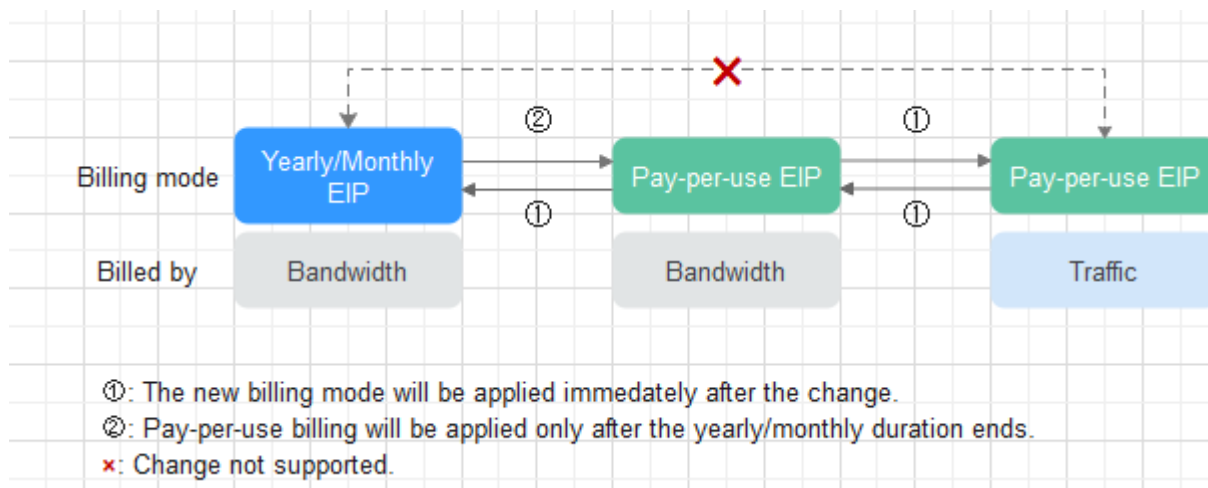 ②
①
Billing mode
Yearly/Monthly
EIP
Pay-per-use EIP
Pay-per-use EIP
①
①
Billed by
Bandwidth
Bandwidth
Traffic
①: The new billing mode will be applied immedately after the change.
②: Pay-per-use billing will be applied only after the yearly/monthly duration ends.
×: Change not supported.